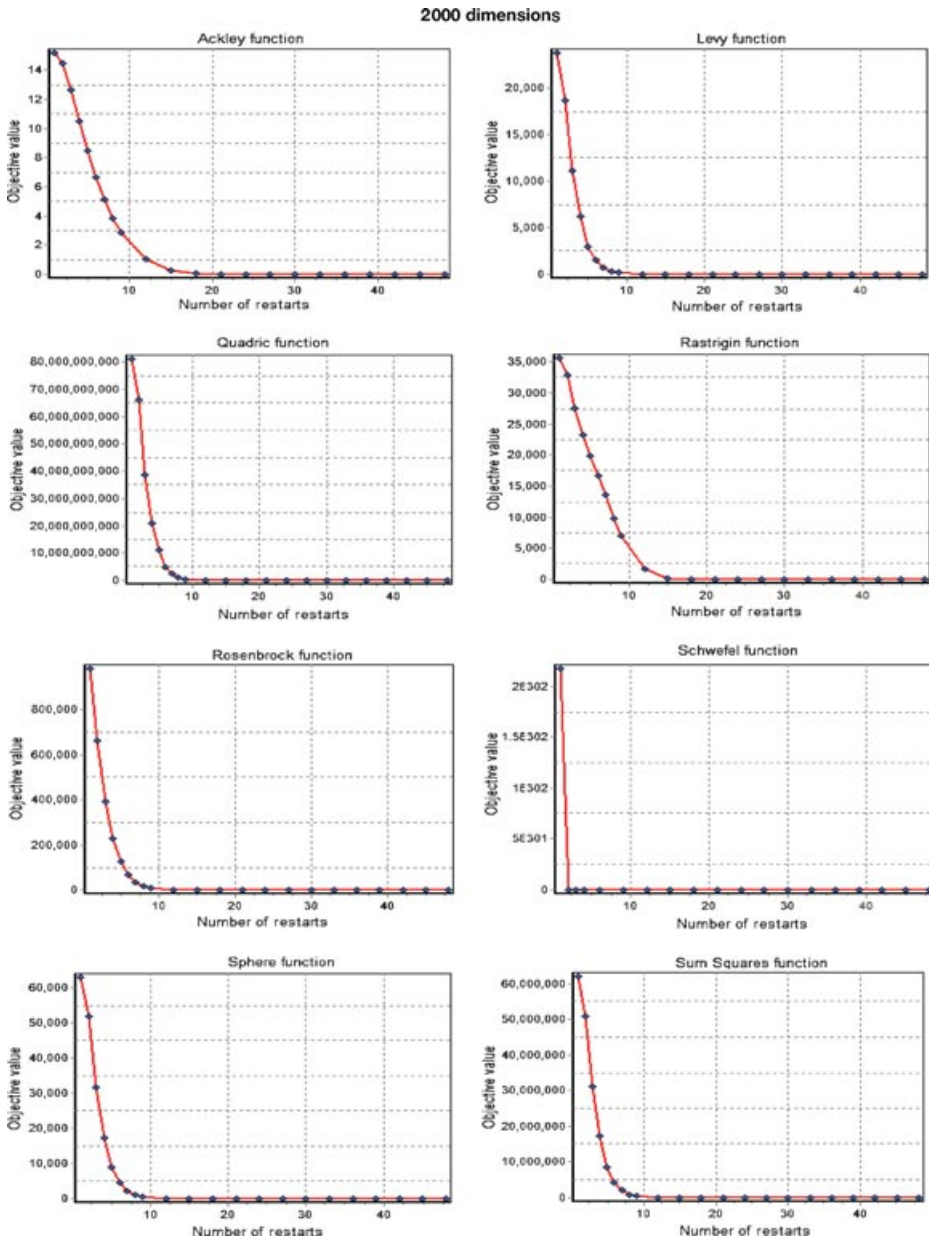 2000 dimensions
Ackley function
14
12
10
8
6
4
2
0
Objective value
10
20
30
40
Number of restarts
Levy function
20,000
15,000
10,000
5,000
0
Objective value
10
20
30
40
Number of restarts
Quadric function
80,000,000,000
70,000,000,000
60,000,000,000
50,000,000,000
40,000,000,000
30,000,000,000
20,000,000,000
10,000,000,000
0
Objective value
10
20
30
40
Number of restarts
Rastrigin function
35,000
30,000
25,000
20,000
15,000
10,000
5,000
0
Objective value
10
20
30
40
Number of restarts
Rosenbrock function
800,000
600,000
400,000
200,000
0
Objective value
10
20
30
40
Number of restarts
Schwefel function
2E302
1.5E302
1E302
5E301
0
Objective value
10
20
30
40
Number of restarts
Sphere function
60,000
50,000
40,000
30,000
20,000
10,000
0
Objective value
10
20
30
40
Number of restarts
Sum Squares function
60,000,000
50,000,000
40,000,000
30,000,000
20,000,000
10,000,000
0
Objective value
10
20
30
40
Number of restarts